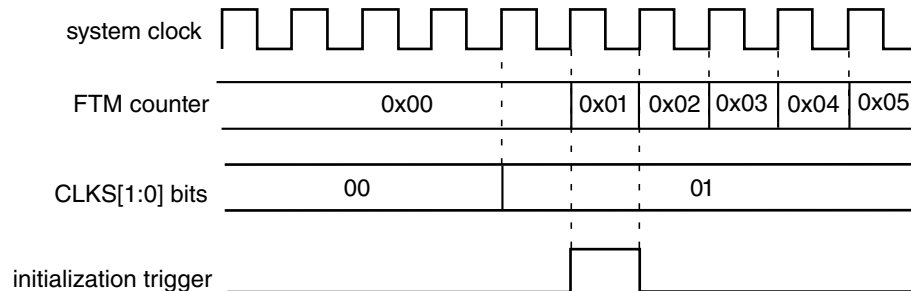 system clock
FTM counter 0x00 0x01 0x02 0x03 0x04 0x05
CLKS[1:0] bits 00 01
initialization trigger